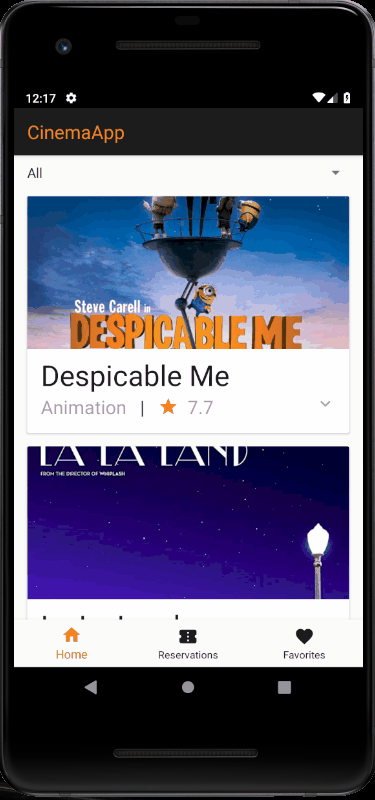 12:17
CinemaApp
All
Steve Carell in
DESPICABLE ME
Despicable Me
Animation | 7.7
LA LA LAND
FROM THE DIRECTOR OF WHIPLASH
Home
Reservations
Favorites